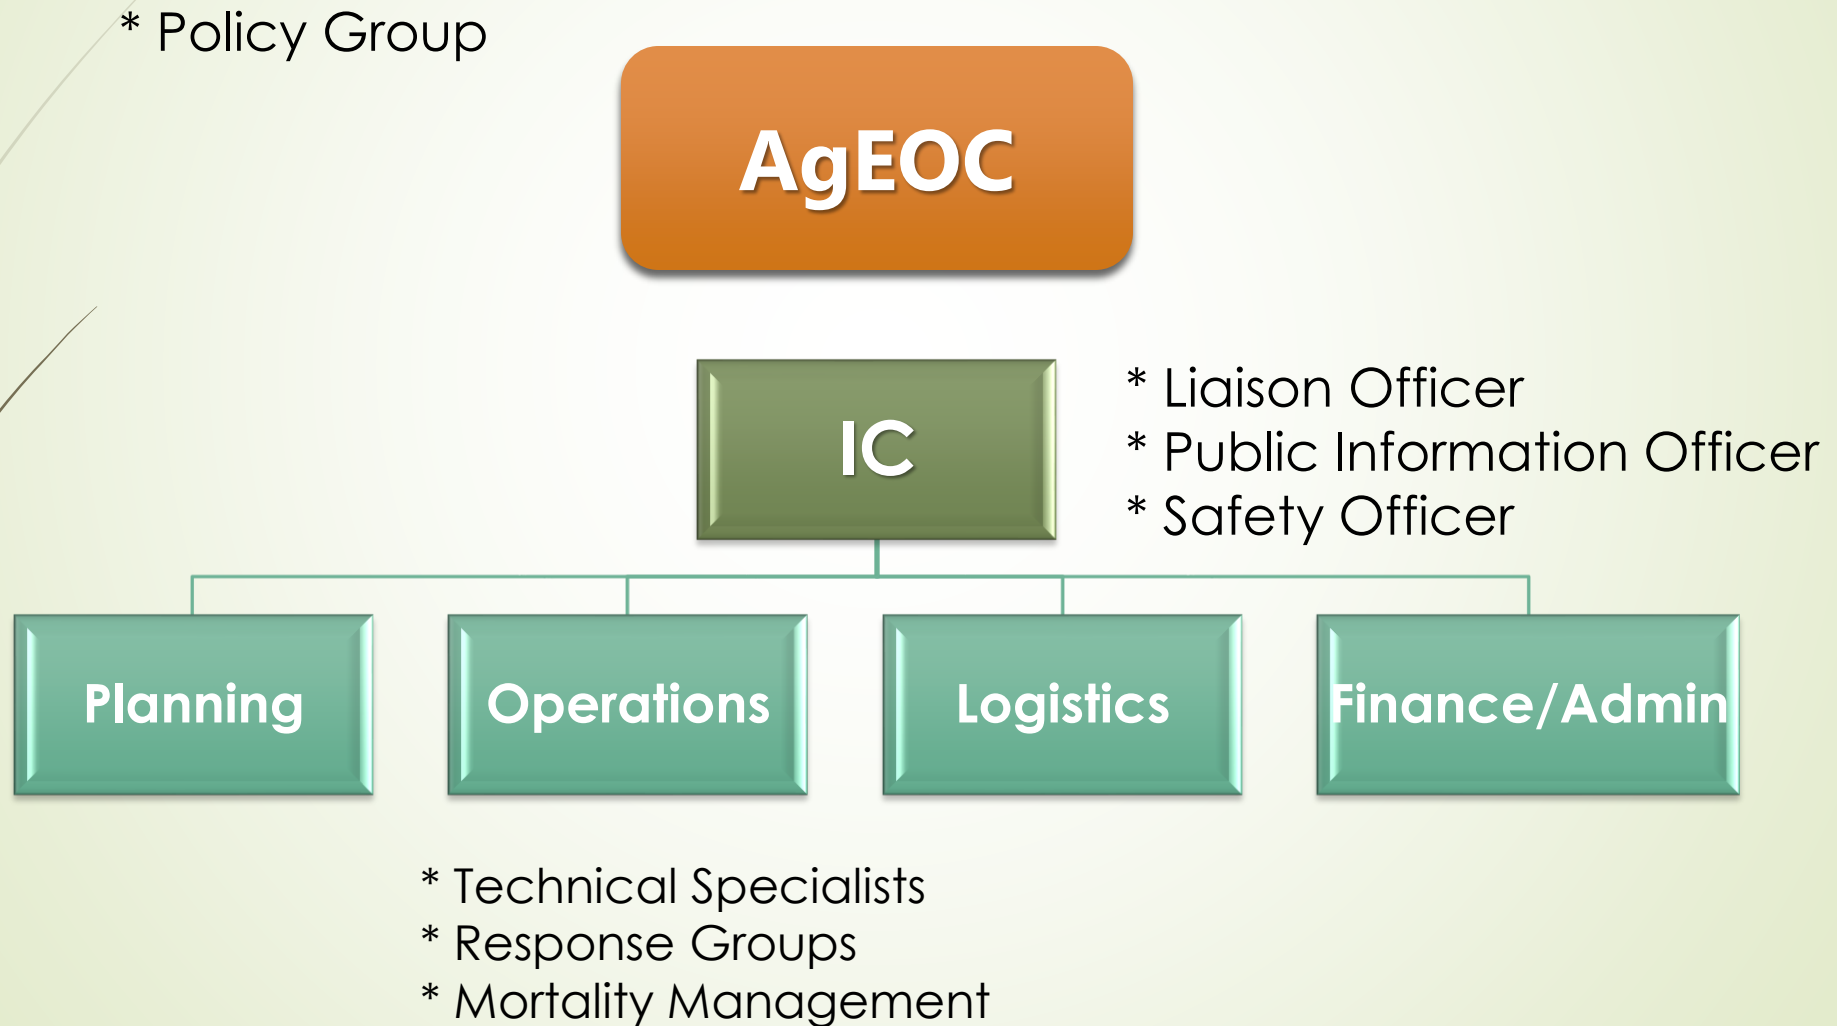 * Policy Group
AgEOC
IC
* Liaison Officer
* Public Information Officer
* Safety Officer
Planning
Operations
Logistics
Finance/Admin
* Technical Specialists
* Response Groups
* Mortality Management